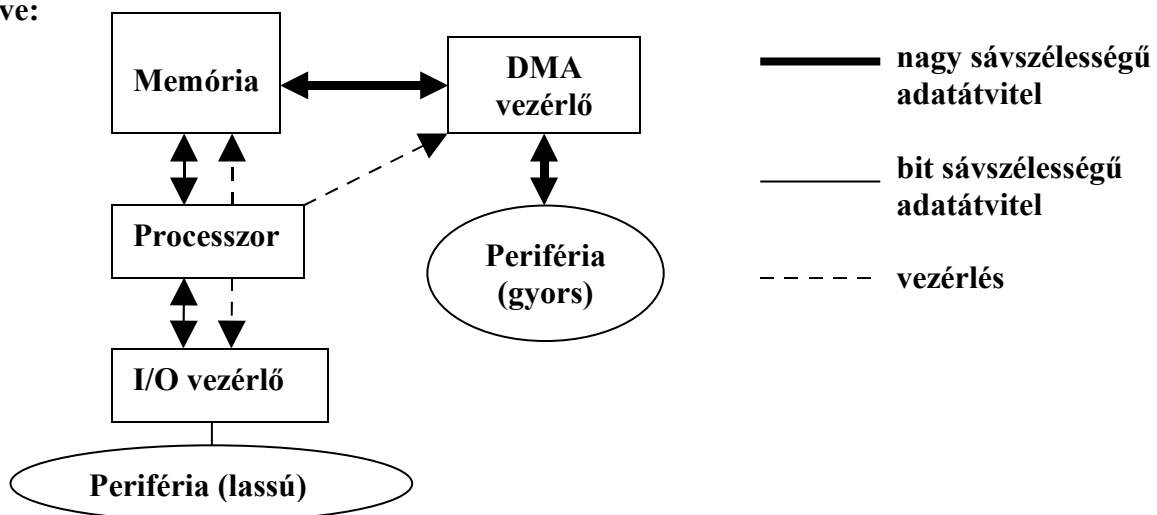 ve:
Memória
DMA
vezérlő
nagy sávszélességű
adatátvitel
bit sávszélességű
adatátvitel
Processzor
Periféria
(gyors)
vezérlés
I/O vezérlő
Periféria (lassú)